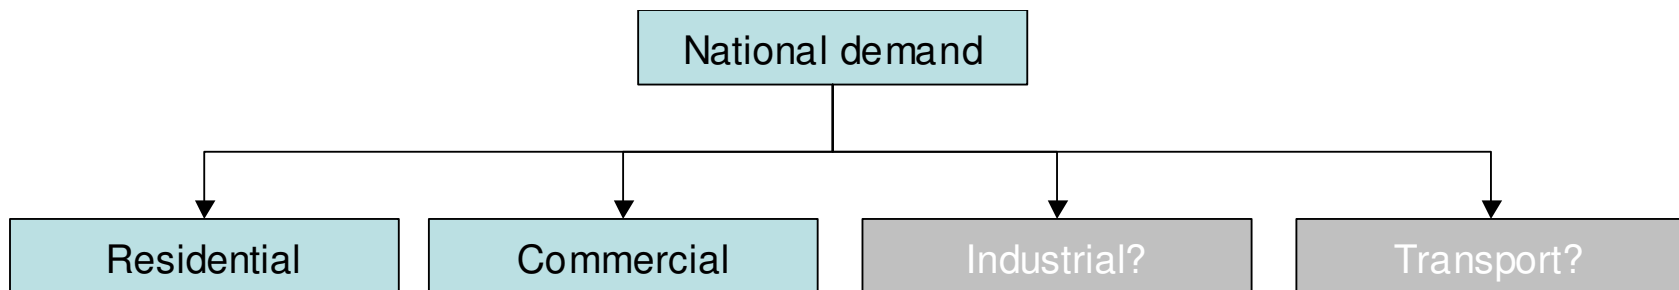 National demand
Residential
Commercial
Industrial?
Transport?